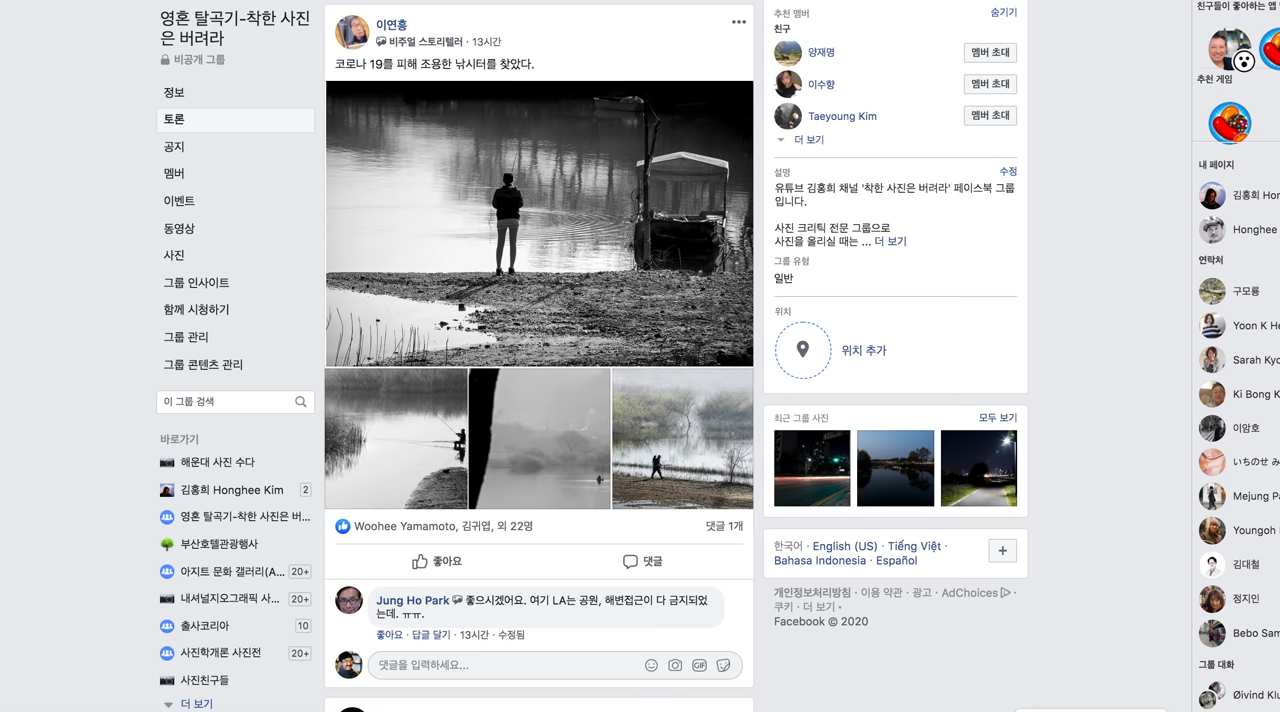 영혼 탈곡기-착한 사진
은 버려라
비공개 그룹
정보
토론
공지
멤버
이벤트
동영상
사진
그룹 인사이트
함께 시청하기
그룹 관리
그룹 콘텐츠 관리
이 그룹 검색
바로가기
해운대 사진 수다
김홍희 Honghee Kim 2
영혼 탈곡기-착한 사진은 버...
부산호텔관광행사
아지트 문화 갤러리(A... 20+
내셔널지오그래픽 사... 20+
출사코리아 10
사진학개론 사진전 20+
사진친구들
더 보기
이연흥
비주얼 스토리텔러 · 13시간
코로나 19를 피해 조용한 낚시터를 찾았다.
Woohee Yamamoto, 김귀엽, 외 22명 댓글 1개
좋아요 댓글
Jung Ho Park 좋으시겠어요. 여기 LA는 공원, 해변접근이 다 금지되었
는데. ㅠㅠ.
좋아요 · 답글 달기 · 13시간 · 수정됨
댓글을 입력하세요...
GIF
추천 멤버 숨기기
친구
양재명 멤버 초대
이수향 멤버 초대
Taeyoung Kim 멤버 초대
더 보기
설명 수정
유튜브 김홍희 채널 '착한 사진은 버려라' 페이스북 그룹
입니다.
사진 크리틱 전문 그룹으로
사진을 올리실 때는 ... 더 보기
그룹 유형
일반
위치
위치 추가
최근 그룹 사진 모두 보기
한국어 · English (US) · Tiếng Việt ·
Bahasa Indonesia · Español
개인정보처리방침 · 이용 약관 · 광고 · AdChoices ·
쿠키 · 더 보기
Facebook © 2020
친구들이 좋아하는 앱
추천 게임
내 페이지
김홍희 Hon
Honghee
연락처
구모룡
Yoon K He
Sarah Kyo
Ki Bong K
이암호
いちのせ み
Mejung Pa
Youngoh
김대철
정지인
Bebo Sam
그룹 대화
Øivind Klu